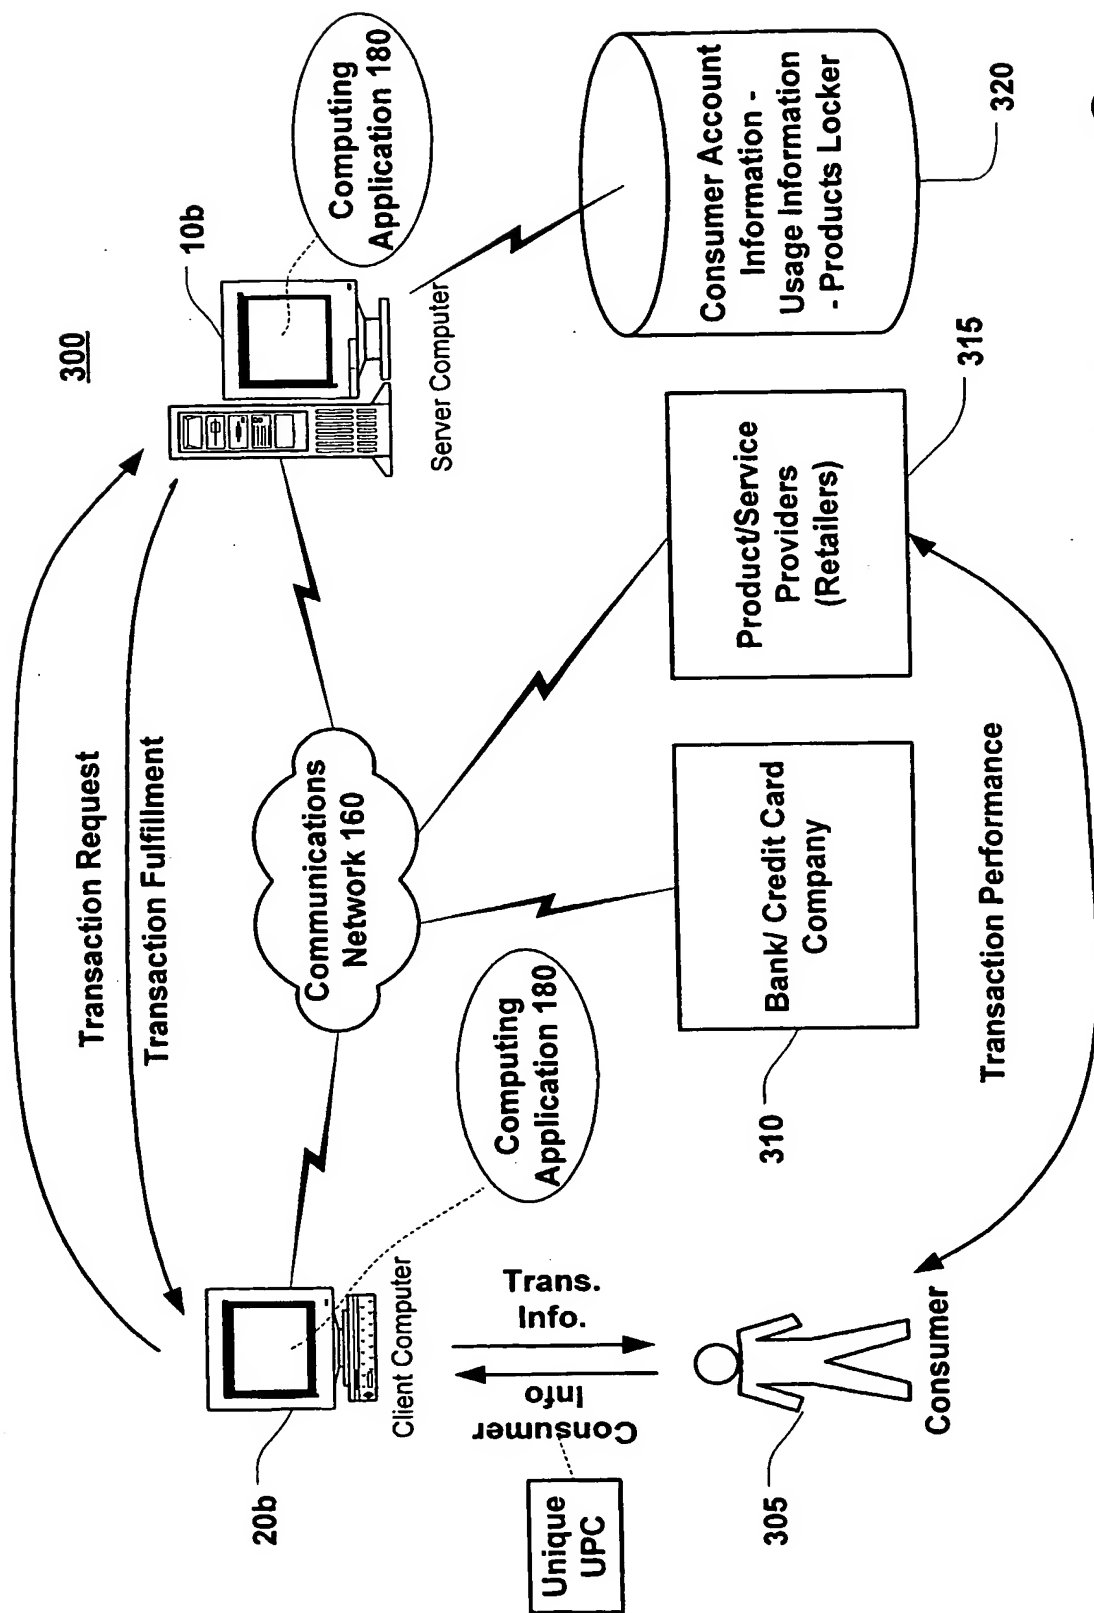 300
Transaction Request
Transaction Fulfillment
20b
Client Computer
Computing
Application 180
Communications
Network 160
10b
Server Computer
Computing
Application 180
Unique
UPC
Consumer
Info
Trans.
Info.
305
Consumer
310
Bank/ Credit Card
Company
Product/Service
Providers
(Retailers)
315
Consumer Account
Information -
Usage Information
- Products Locker
320
Transaction Performance